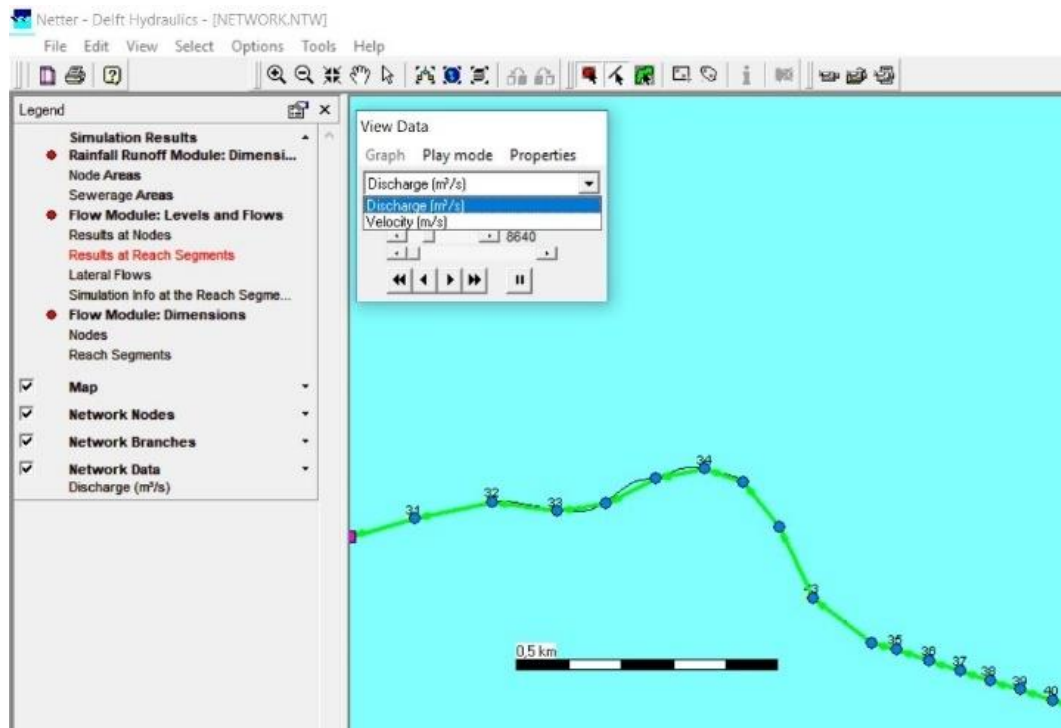 Netter - Delft Hydraulics - [NETWORK.NTW]
File Edit View Select Options Tools Help
Legend
Simulation Results
Rainfall Runoff Module: Dimensi...
Node Areas
Sewerage Areas
Flow Module: Levels and Flows
Results at Nodes
Results at Reach Segments
Lateral Flows
Simulation Info at the Reach Segme...
Flow Module: Dimensions
Nodes
Reach Segments
Map
Network Nodes
Network Branches
Network Data
Discharge (m³/s)
View Data
Graph Play mode Properties
Discharge (m³/s)
Discharge (m³/s)
Velocity (m/s)
8640
34
32
31
33
43
0,5 km
35
36
37
38
39
40